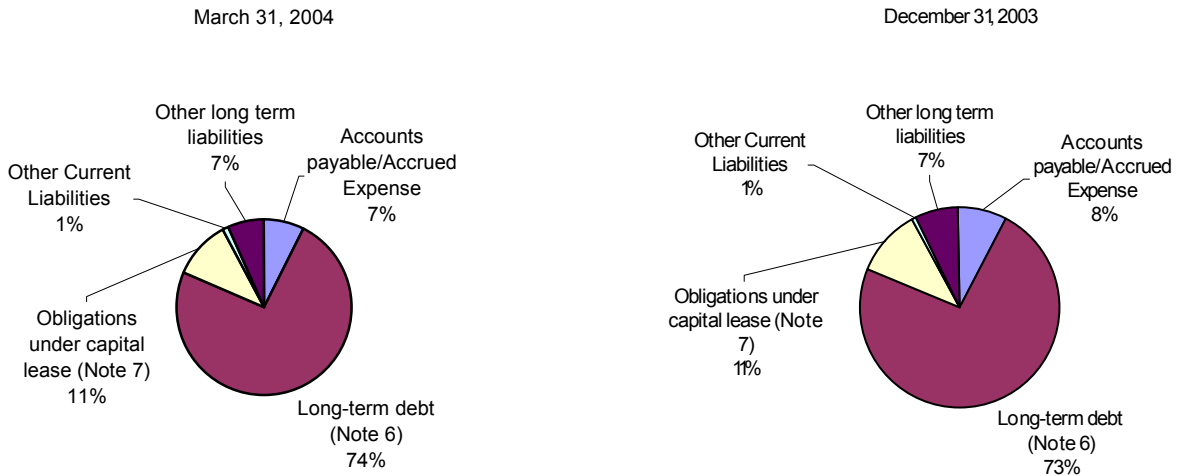 March 31, 2004
Other long term
liabilities
7%
Accounts
payable/Accrued
Expense
7%
Other Current
Liabilities
1%
Obligations
under capital
lease (Note 7)
11%
Long-term debt
(Note 6)
74%
December 31, 2003
Other long term
liabilities
7%
Other Current
Liabilities
1%
Accounts
payable/Accrued
Expense
8%
Obligations under
capital lease (Note
7)
11%
Long-term debt
(Note 6)
73%